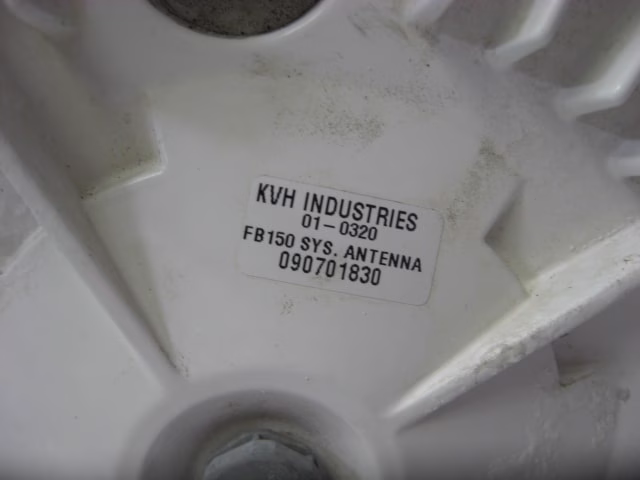 KVH INDUSTRIES
01-0320
FB150 SYS. ANTENNA
090701830